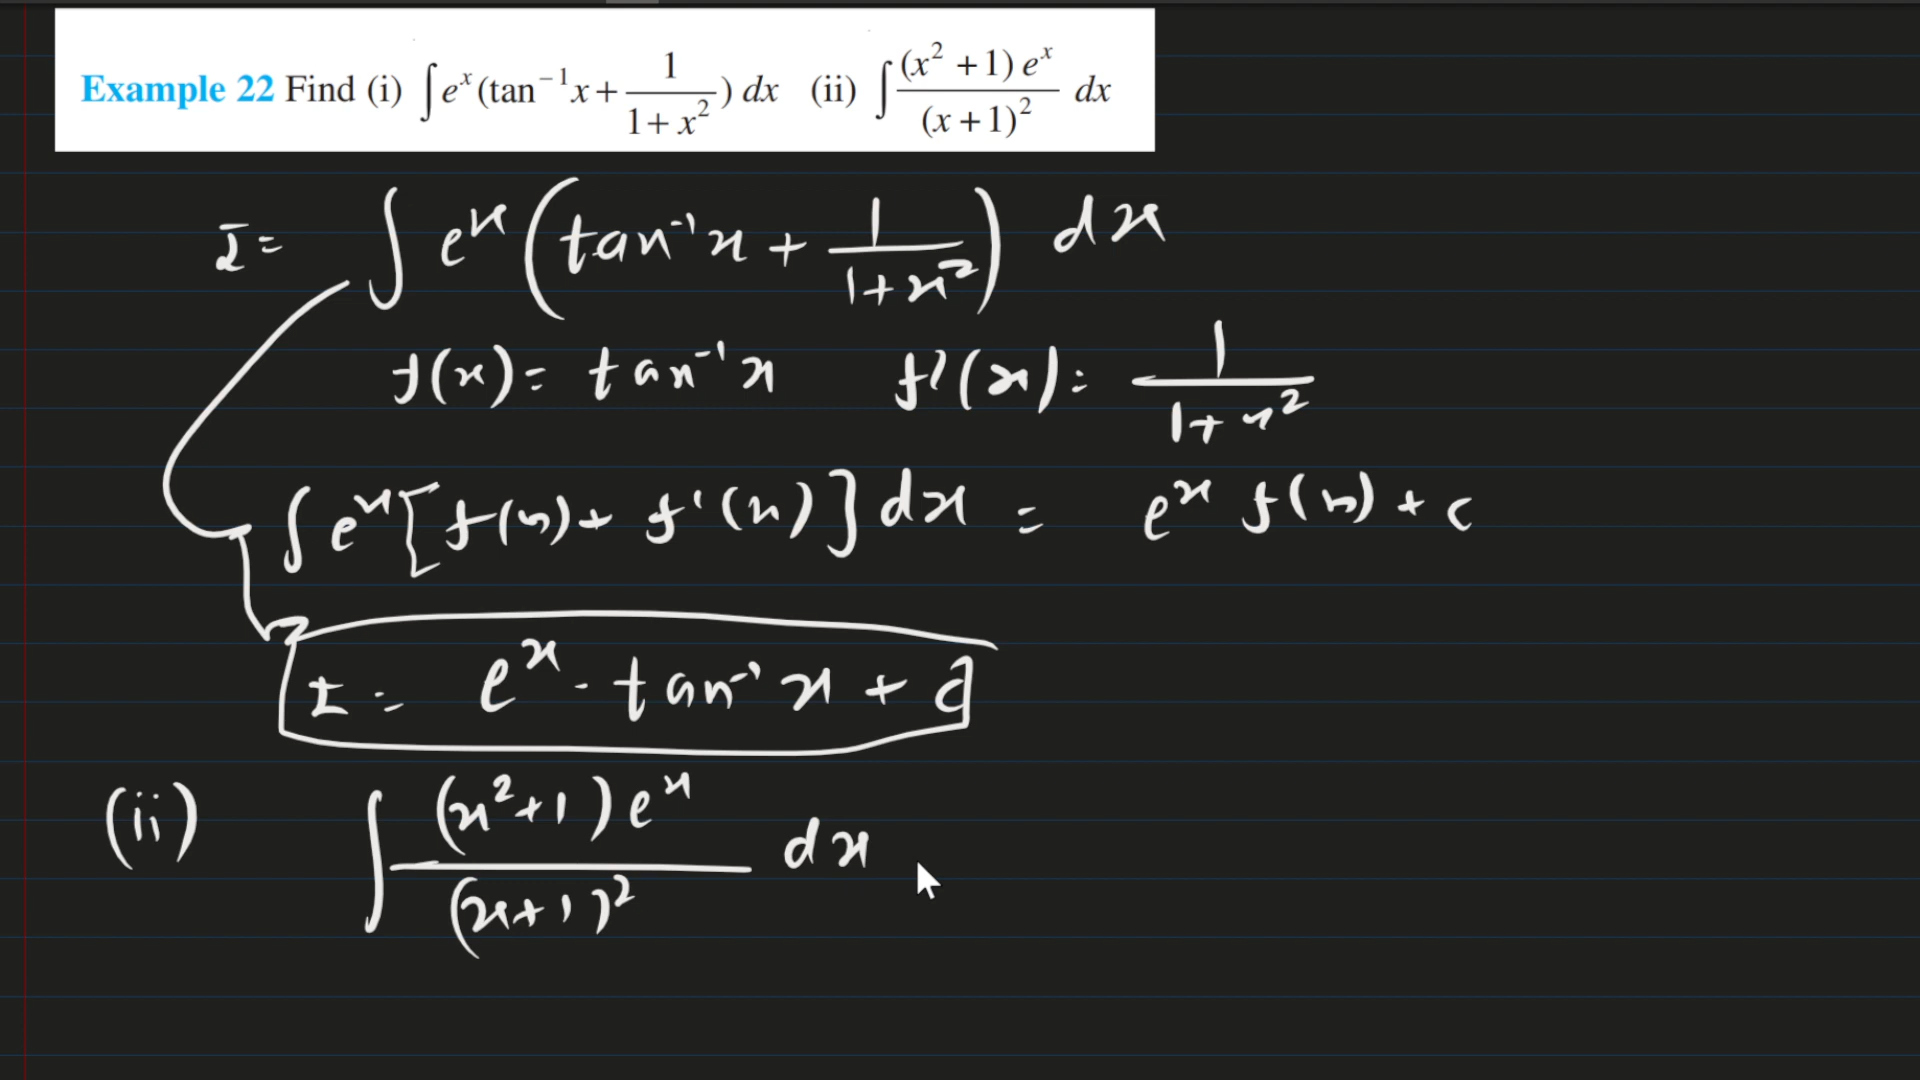 Example 22 Find (i) ∫eˣ(tan⁻¹x + 1/(1 + x²)) dx (ii) ∫(x² + 1) eˣ/(x + 1)² dx
I = ∫ eˣ (tan⁻¹x + 1/(1+x²)) dx
f(x) = tan⁻¹x f'(x) = 1/(1+x²)
∫ eˣ [f(x) + f'(x)] dx = eˣ f(x) + c
I = eˣ · tan⁻¹x + c
(ii) ∫ (x²+1) eˣ/(x+1)² dx